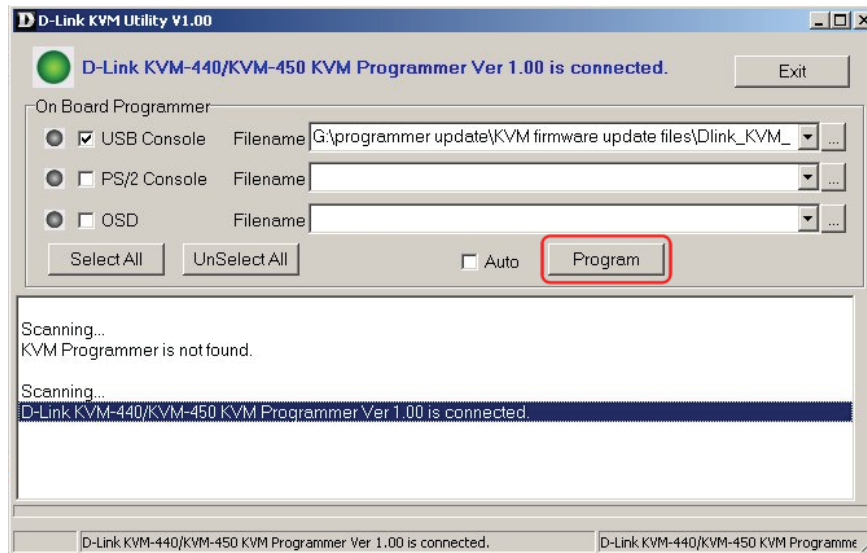 D-Link KVM Utility V1.00
D-Link KVM-440/KVM-450 KVM Programmer Ver 1.00 is connected.
Exit
On Board Programmer
USB Console Filename G:\programmer update\KVM firmware update files\Dlink_KVM_ ...
PS/2 Console Filename ...
OSD Filename ...
Select All UnSelect All Auto Program
Scanning...
KVM Programmer is not found.
Scanning...
D-Link KVM-440/KVM-450 KVM Programmer Ver 1.00 is connected.
D-Link KVM-440/KVM-450 KVM Programmer Ver 1.00 is connected. D-Link KVM-440/KVM-450 KVM Programme